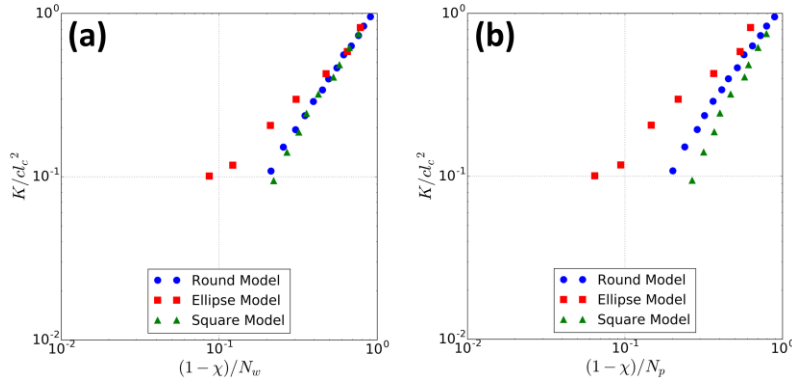 (a)
10^0
10^{-1}
10^{-2}
K/cl_c^2
Round Model
Ellipse Model
Square Model
10^{-2}
10^{-1}
10^0
(1 − χ)/N_w
(b)
10^0
10^{-1}
10^{-2}
K/cl_c^2
Round Model
Ellipse Model
Square Model
10^{-2}
10^{-1}
10^0
(1 − χ)/N_p